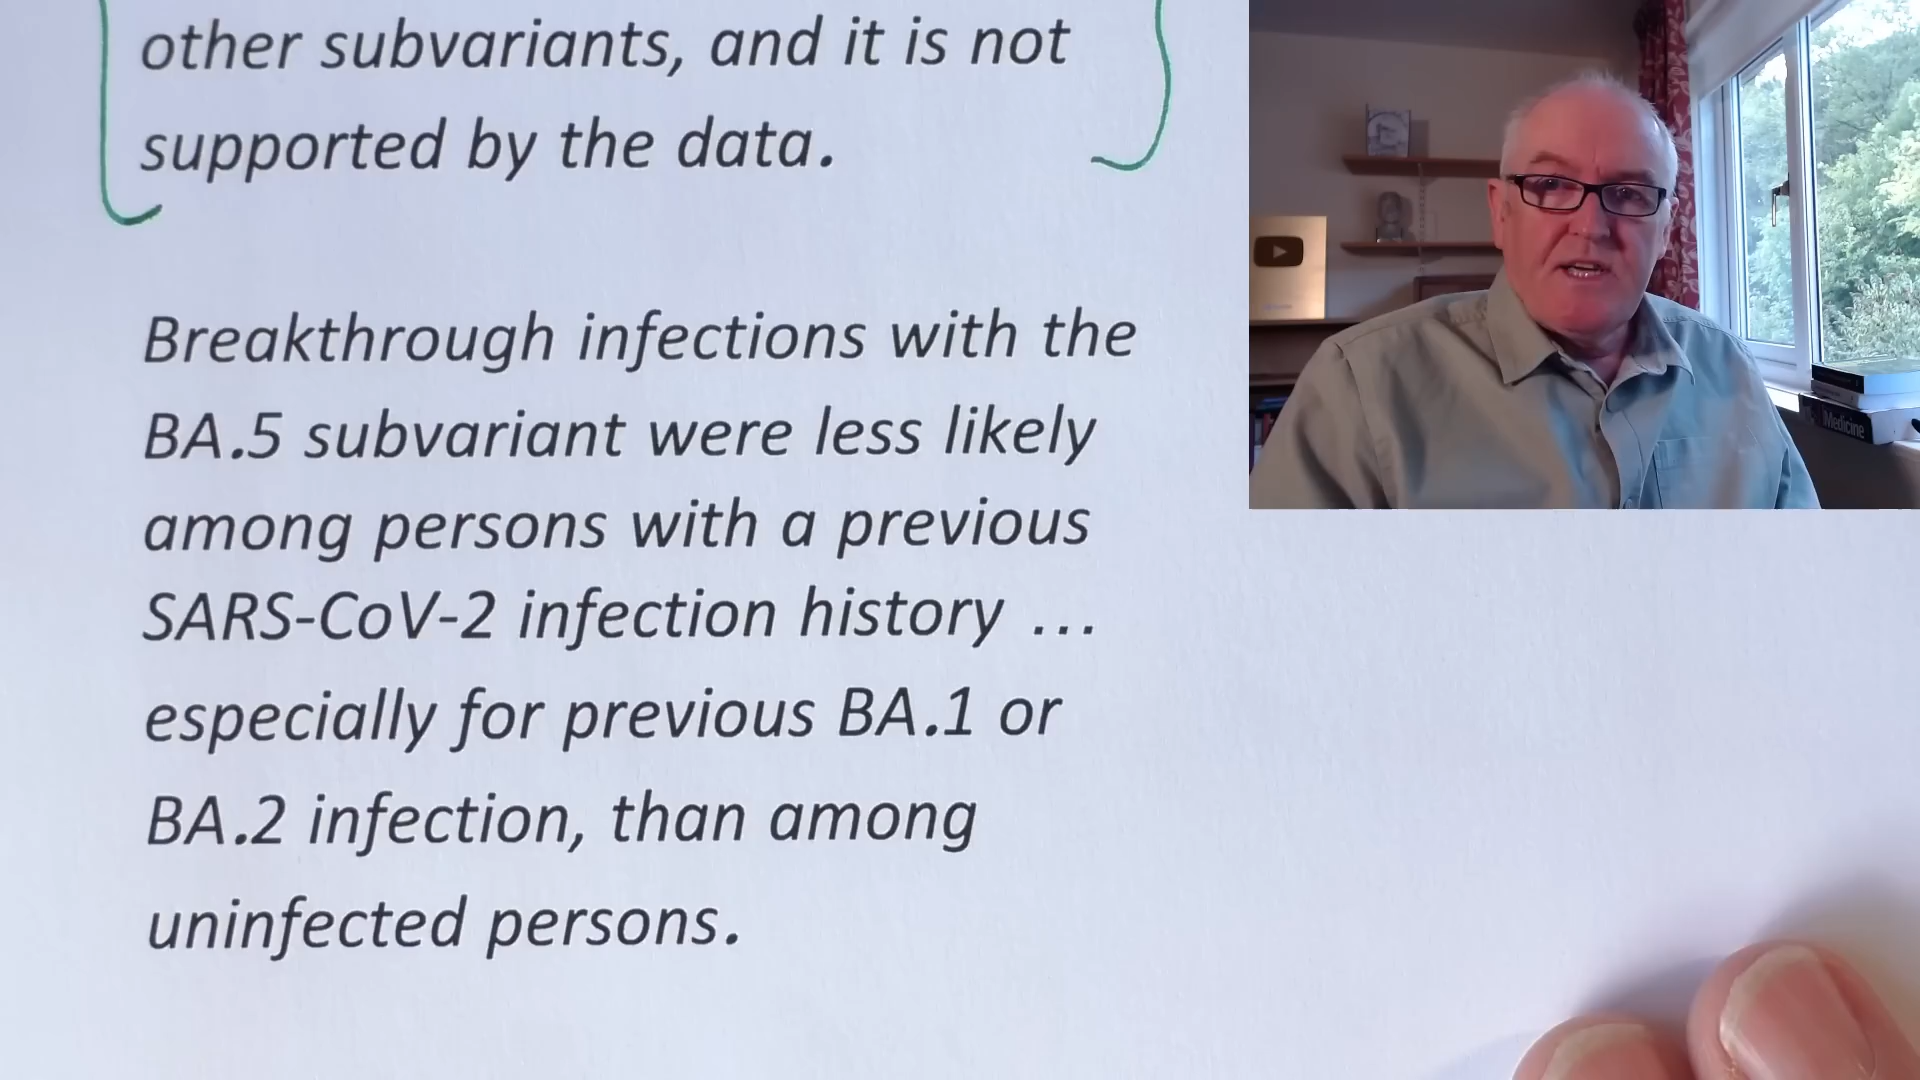 other subvariants, and it is not
supported by the data.
Breakthrough infections with the
BA.5 subvariant were less likely
among persons with a previous
SARS-CoV-2 infection history ...
especially for previous BA.1 or
BA.2 infection, than among
uninfected persons.
Medicine